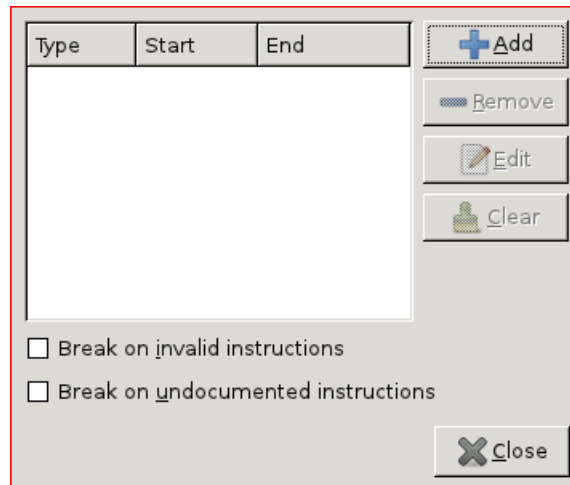 Type Start End
Add
Remove
Edit
Clear
Break on invalid instructions
Break on undocumented instructions
Close